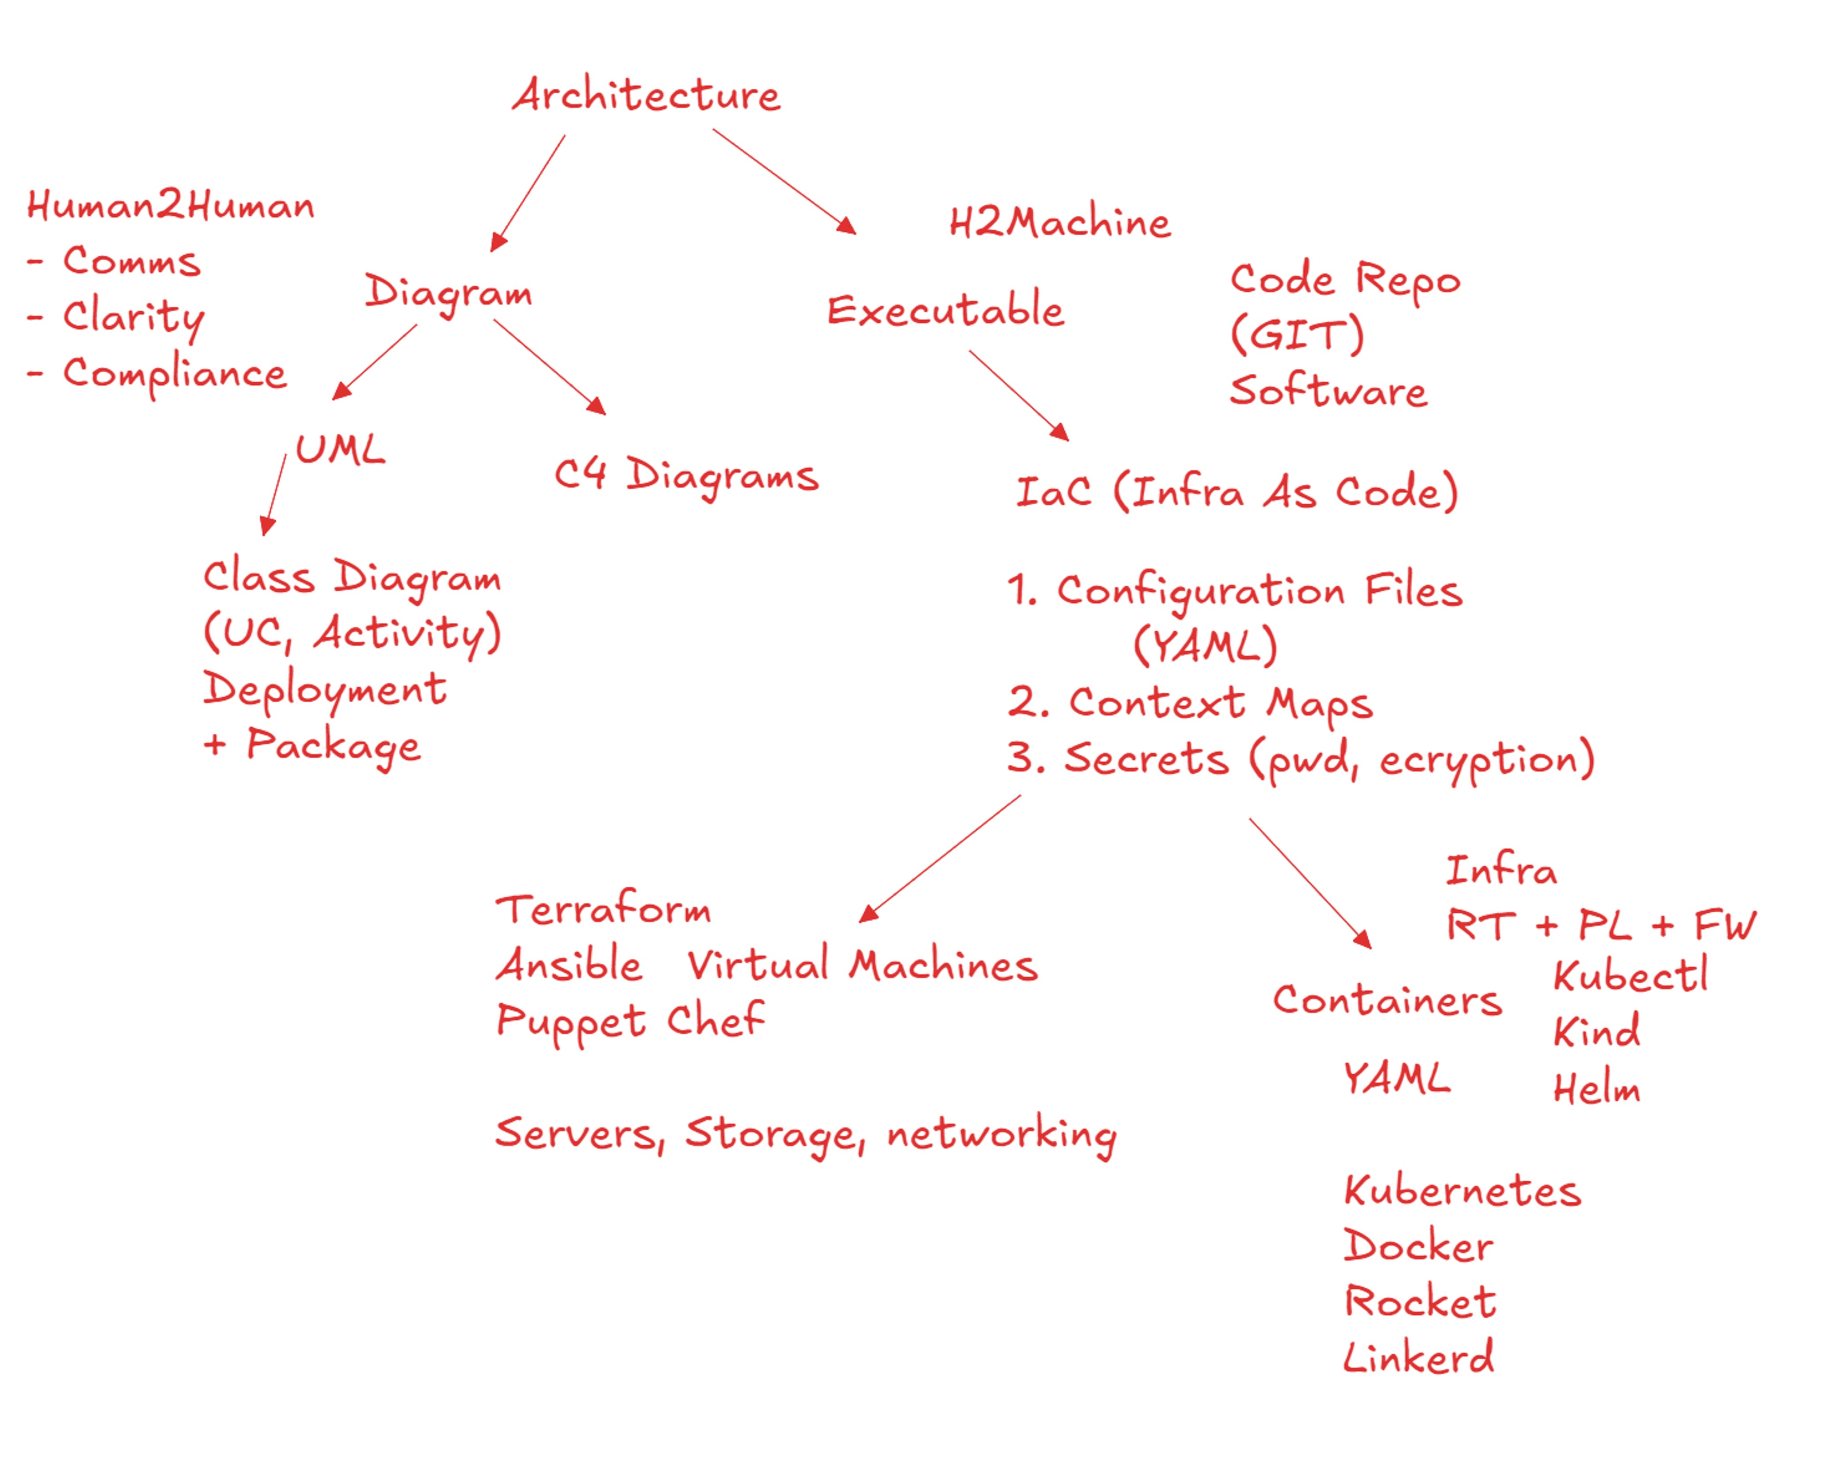 Architecture
Human2Human
- Comms
- Clarity
- Compliance
Diagram
H2Machine
Executable
Code Repo
(GIT)
Software
UML
C4 Diagrams
IaC (Infra As Code)
Class Diagram
(UC, Activity)
Deployment
+ Package
1. Configuration Files
(YAML)
2. Context Maps
3. Secrets (pwd, ecryption)
Terraform
Ansible Virtual Machines
Puppet Chef
Servers, Storage, networking
Infra
RT + PL + FW
Containers
YAML
Kubectl
Kind
Helm
Kubernetes
Docker
Rocket
Linkerd